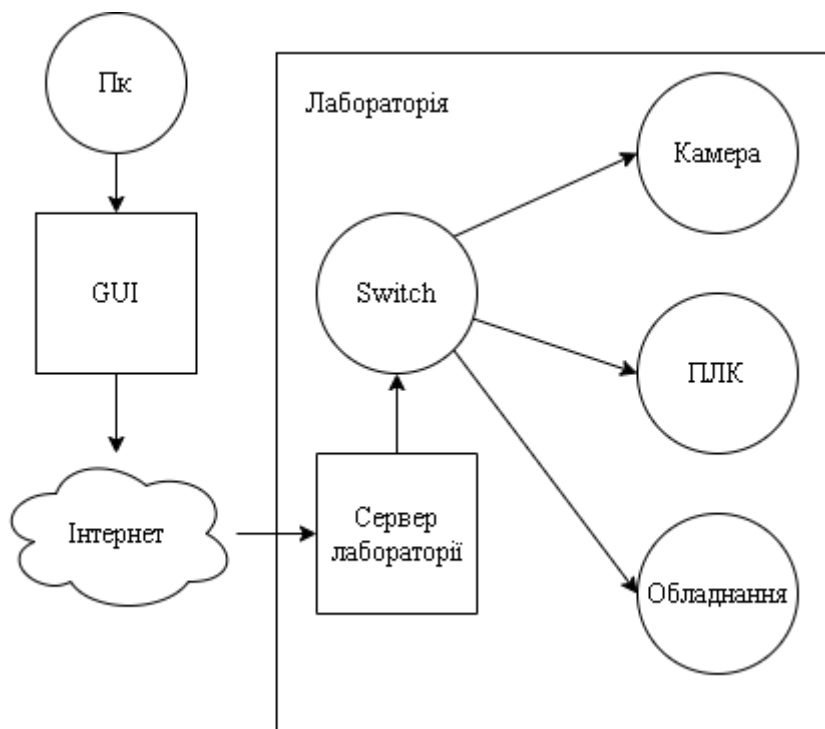 Пк
Лабораторія
Камера
GUI
Switch
ПЛК
Інтернет
Сервер
лабораторії
Обладнання